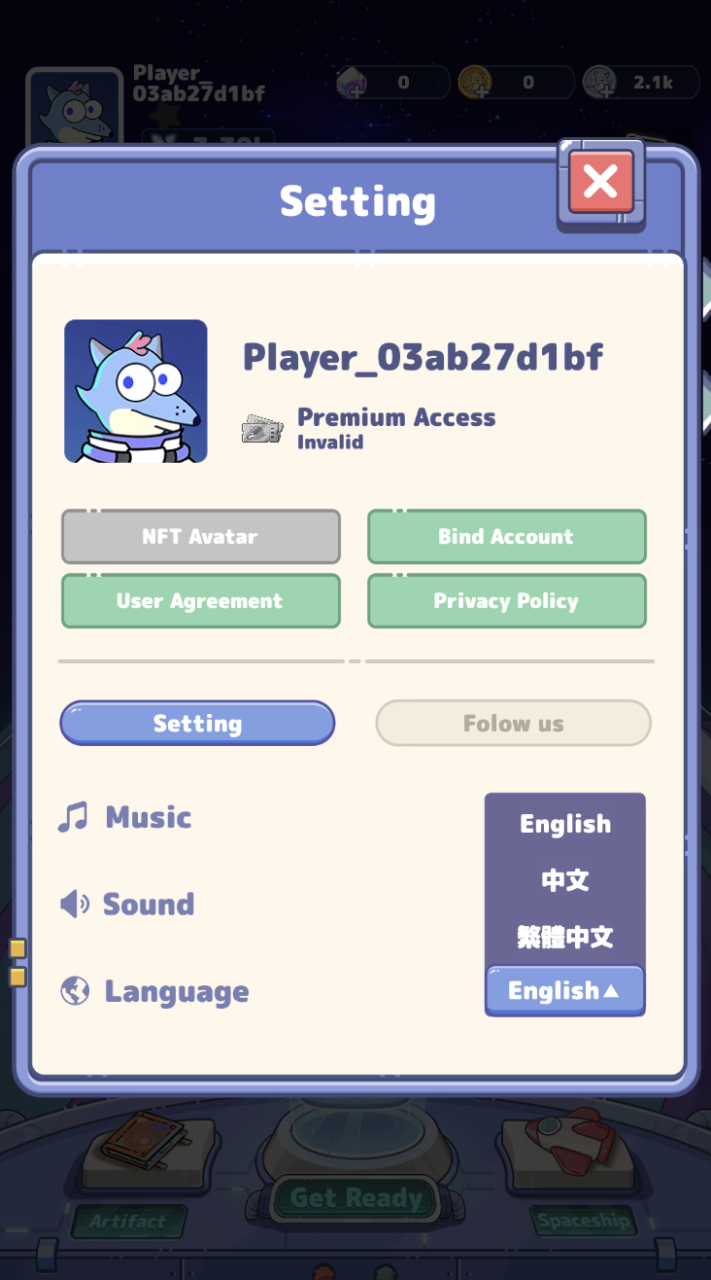 Player_
03ab27d1bf
0
0
2.1k
Setting
Player_03ab27d1bf
Premium Access
Invalid
NFT Avatar
Bind Account
User Agreement
Privacy Policy
Setting
Folow us
Music
English
中文
Sound
繁體中文
Language
English
Get Ready
Artifact
Spaceship